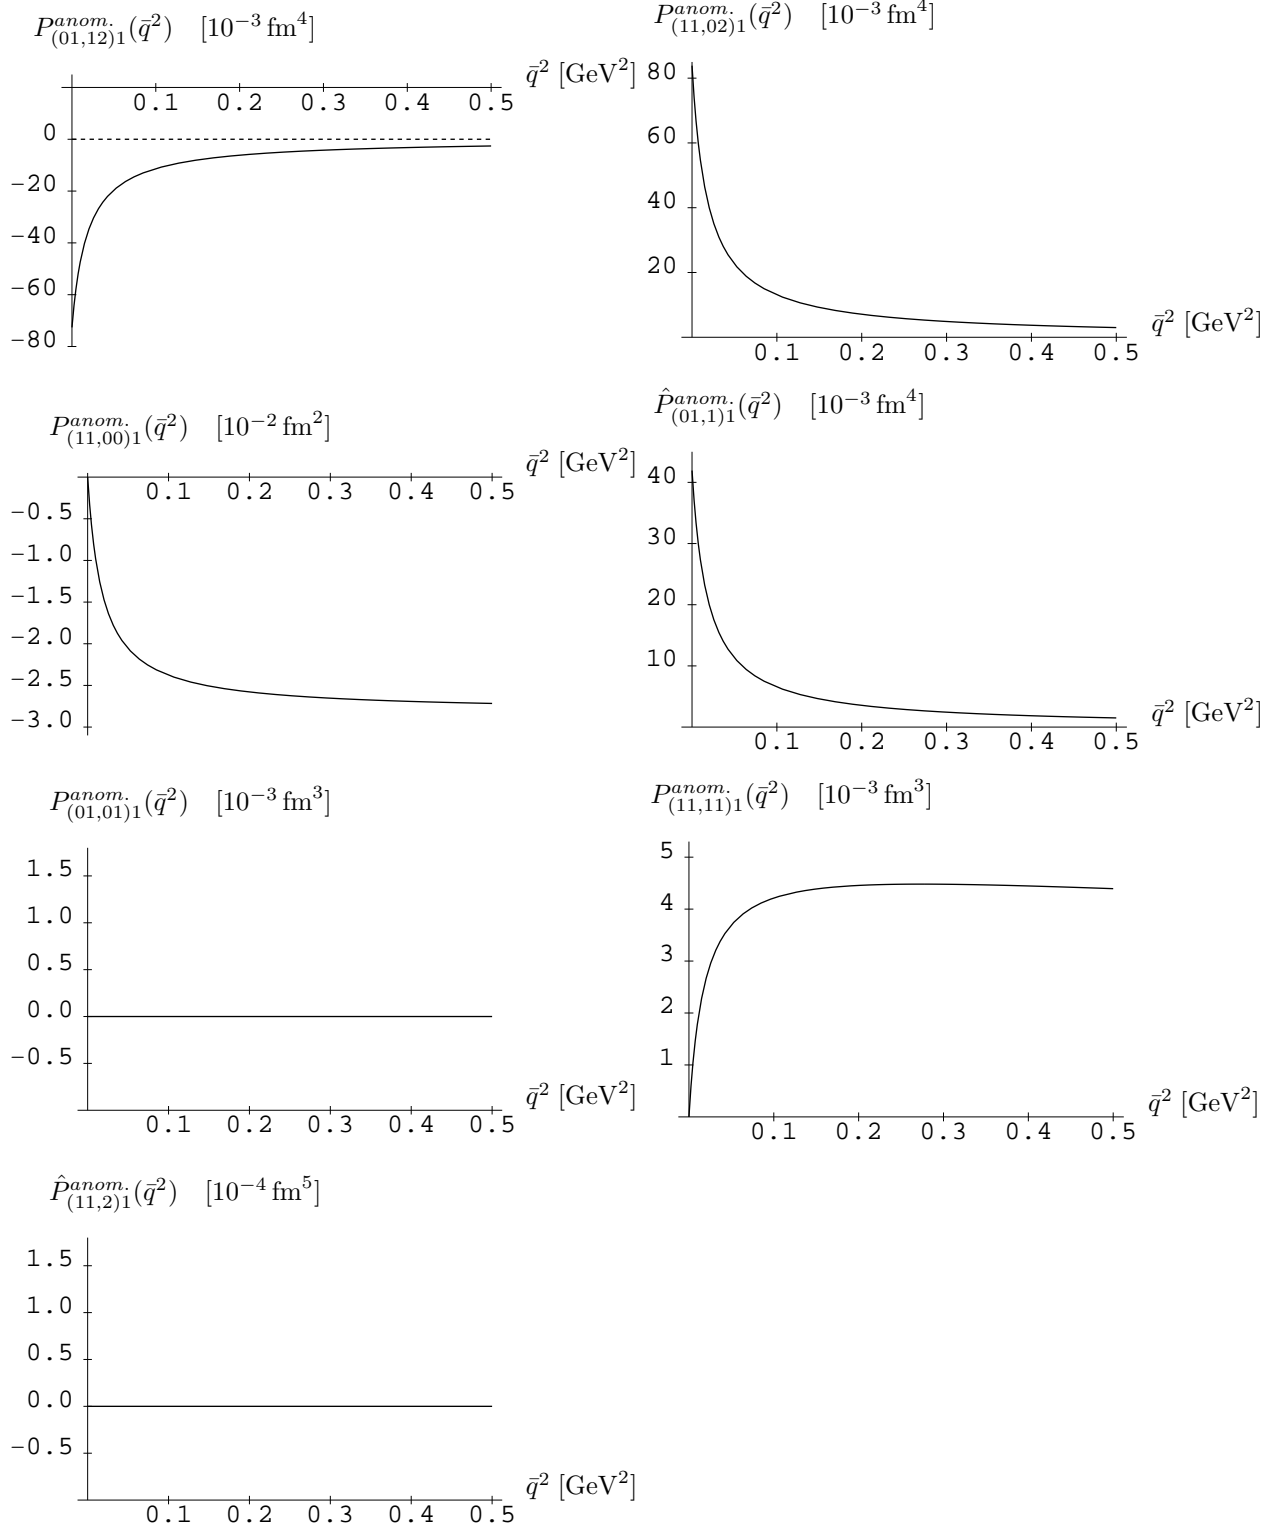 P^{anom.}_{(01,12)1}(q̄²) [10⁻³ fm⁴]
q̄² [GeV²]
0.1 0.2 0.3 0.4 0.5
0
−20
−40
−60
−80
P^{anom.}_{(11,02)1}(q̄²) [10⁻³ fm⁴]
80
60
40
20
q̄² [GeV²]
0.1 0.2 0.3 0.4 0.5
P^{anom.}_{(11,00)1}(q̄²) [10⁻² fm²]
q̄² [GeV²]
0.1 0.2 0.3 0.4 0.5
−0.5
−1.0
−1.5
−2.0
−2.5
−3.0
P̂^{anom.}_{(01,1)1}(q̄²) [10⁻³ fm⁴]
40
30
20
10
q̄² [GeV²]
0.1 0.2 0.3 0.4 0.5
P^{anom.}_{(01,01)1}(q̄²) [10⁻³ fm³]
1.5
1.0
0.5
0.0
−0.5
q̄² [GeV²]
0.1 0.2 0.3 0.4 0.5
P^{anom.}_{(11,11)1}(q̄²) [10⁻³ fm³]
5
4
3
2
1
q̄² [GeV²]
0.1 0.2 0.3 0.4 0.5
P̂^{anom.}_{(11,2)1}(q̄²) [10⁻⁴ fm⁵]
1.5
1.0
0.5
0.0
−0.5
q̄² [GeV²]
0.1 0.2 0.3 0.4 0.5